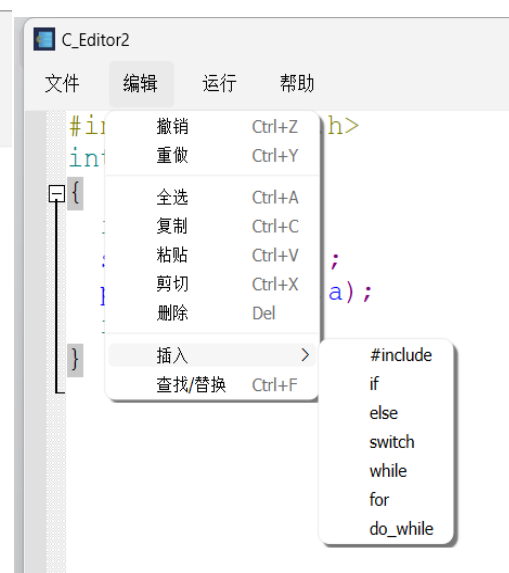 C_Editor2
文件 编辑 运行 帮助
h>
{
撤销 Ctrl+Z
重做 Ctrl+Y
全选 Ctrl+A
复制 Ctrl+C
粘贴 Ctrl+V ;
剪切 Ctrl+X a);
删除 Del
}
插入 >
查找/替换 Ctrl+F
#include
if
else
switch
while
for
do_while